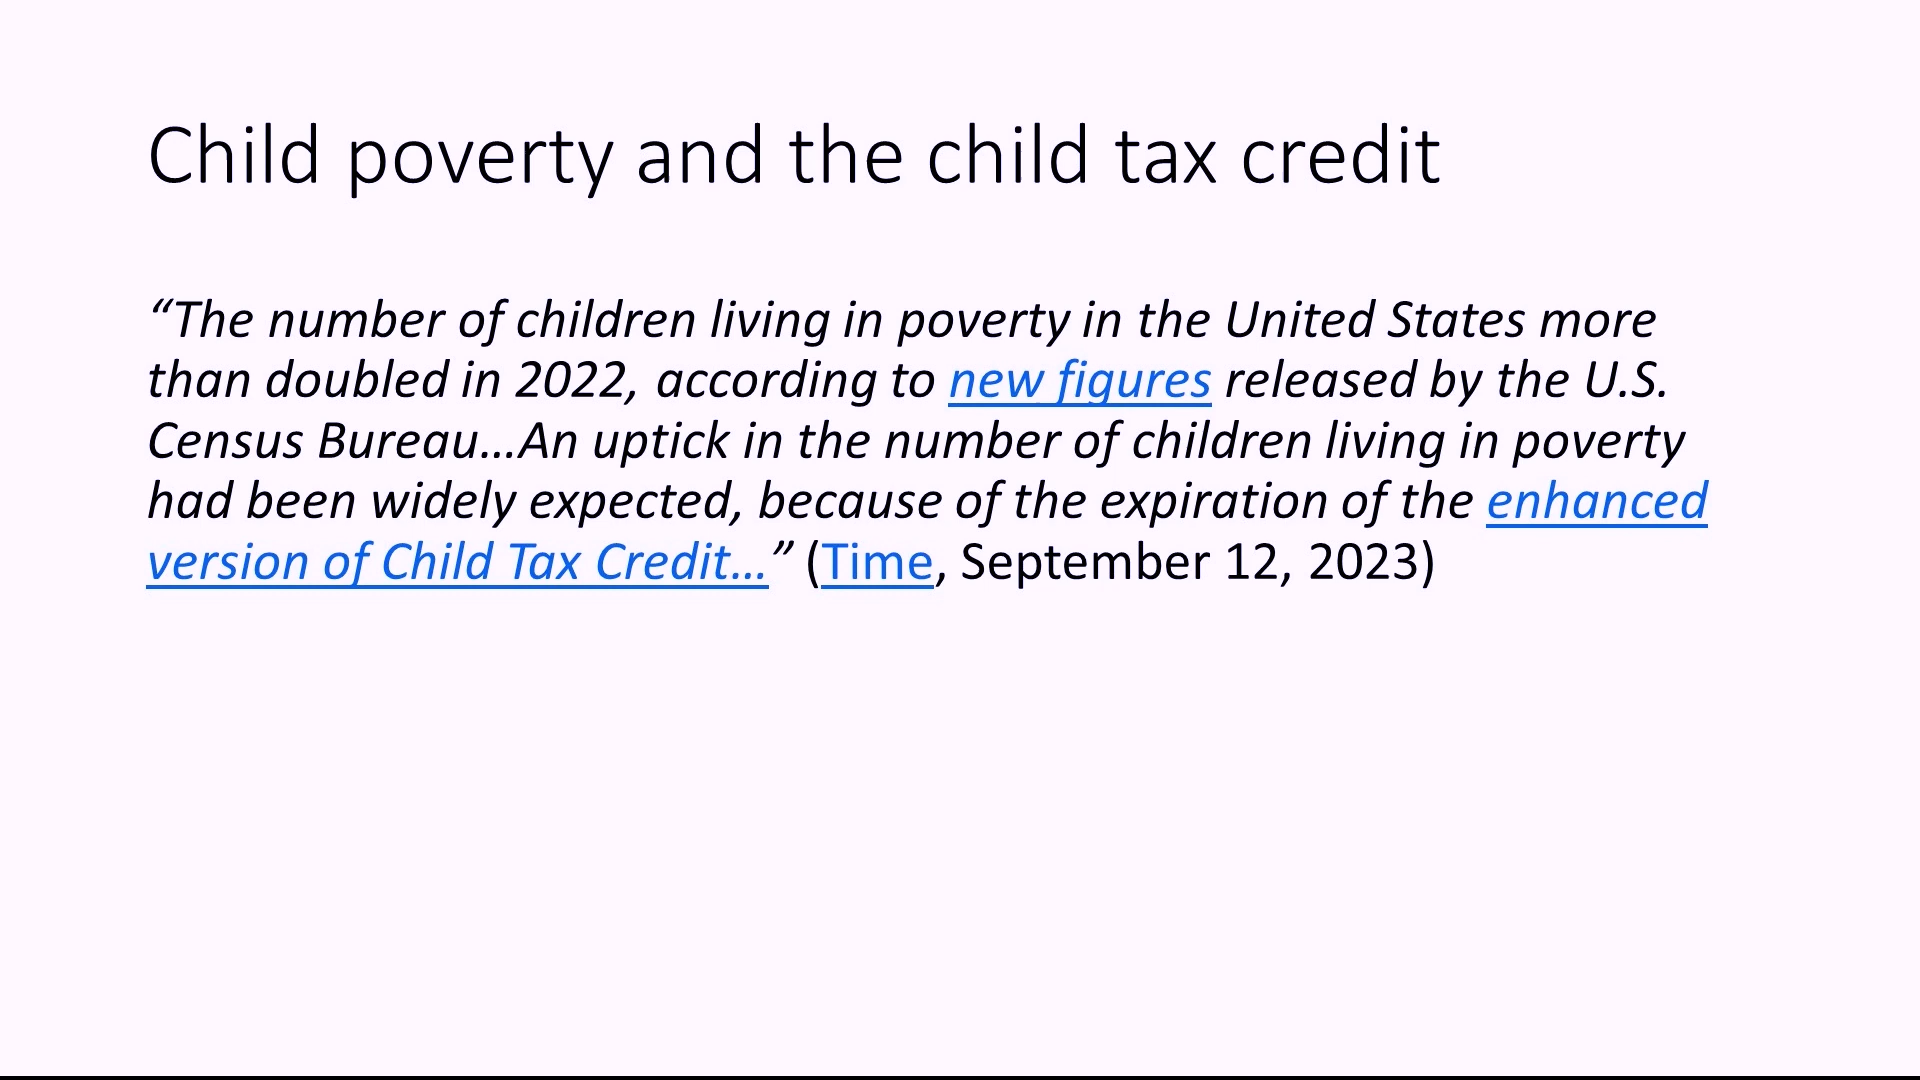 Child poverty and the child tax credit
“The number of children living in poverty in the United States more
than doubled in 2022, according to new figures released by the U.S.
Census Bureau…An uptick in the number of children living in poverty
had been widely expected, because of the expiration of the enhanced
version of Child Tax Credit…” (Time, September 12, 2023)